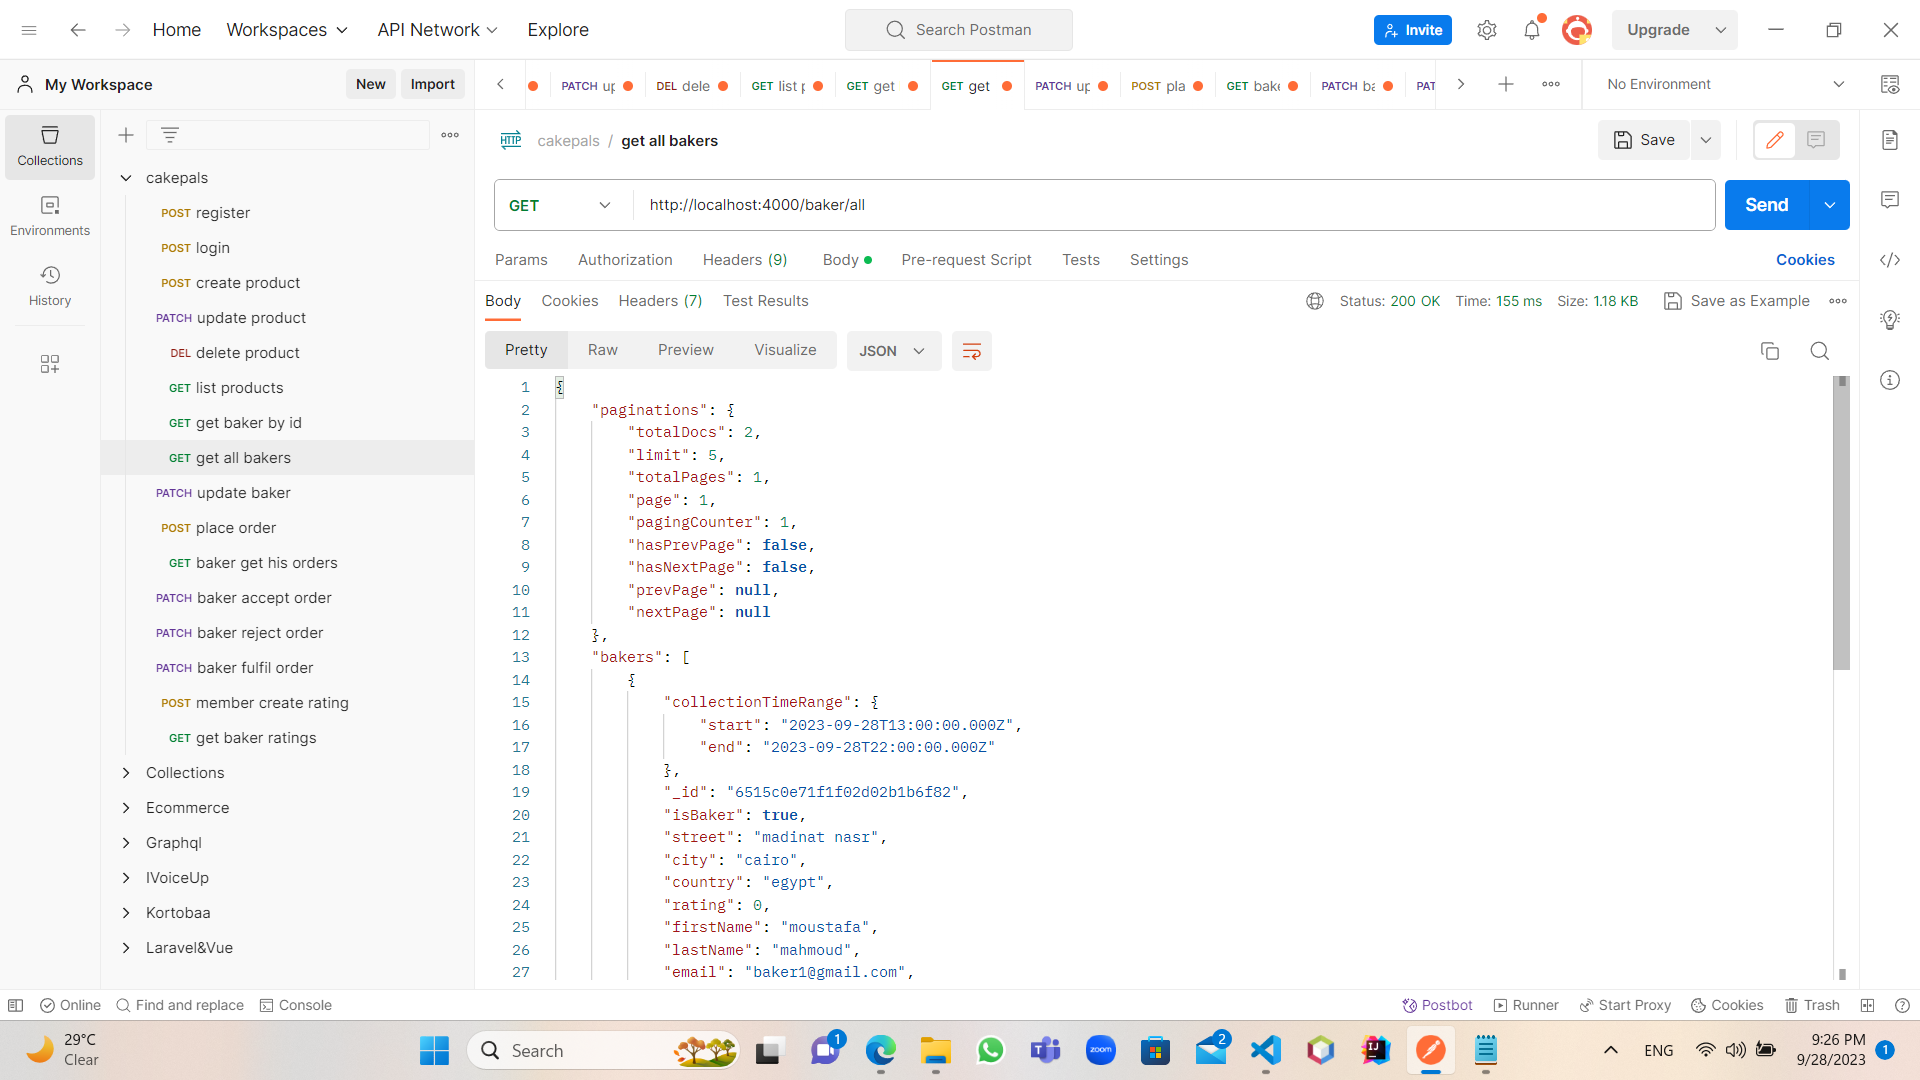 Home Workspaces API Network Explore Search Postman Invite Upgrade
My Workspace New Import PATCH up DEL dele GET list p GET get GET get PATCH up POST pla GET bake PATCH ba PAT No Environment
Collections
Environments
History
cakepals
POST register
POST login
POST create product
PATCH update product
DEL delete product
GET list products
GET get baker by id
GET get all bakers
PATCH update baker
POST place order
GET baker get his orders
PATCH baker accept order
PATCH baker reject order
PATCH baker fulfil order
POST member create rating
GET get baker ratings
Collections
Ecommerce
Graphql
IVoiceUp
Kortobaa
Laravel&Vue
HTTP cakepals / get all bakers Save
GET http://localhost:4000/baker/all Send
Params Authorization Headers (9) Body Pre-request Script Tests Settings Cookies
Body Cookies Headers (7) Test Results Status: 200 OK Time: 155 ms Size: 1.18 KB Save as Example
Pretty Raw Preview Visualize JSON
1 {
2 "paginations": {
3 "totalDocs": 2,
4 "limit": 5,
5 "totalPages": 1,
6 "page": 1,
7 "pagingCounter": 1,
8 "hasPrevPage": false,
9 "hasNextPage": false,
10 "prevPage": null,
11 "nextPage": null
12 },
13 "bakers": [
14 {
15 "collectionTimeRange": {
16 "start": "2023-09-28T13:00:00.000Z",
17 "end": "2023-09-28T22:00:00.000Z"
18 },
19 "_id": "6515c0e71f1f02d02b1b6f82",
20 "isBaker": true,
21 "street": "madinat nasr",
22 "city": "cairo",
23 "country": "egypt",
24 "rating": 0,
25 "firstName": "moustafa",
26 "lastName": "mahmoud",
27 "email": "baker1@gmail.com",
Online Find and replace Console Postbot Runner Start Proxy Cookies Trash
29°C
Clear
Search 1 zoom 2 IJ ENG
9:26 PM
9/28/2023 1